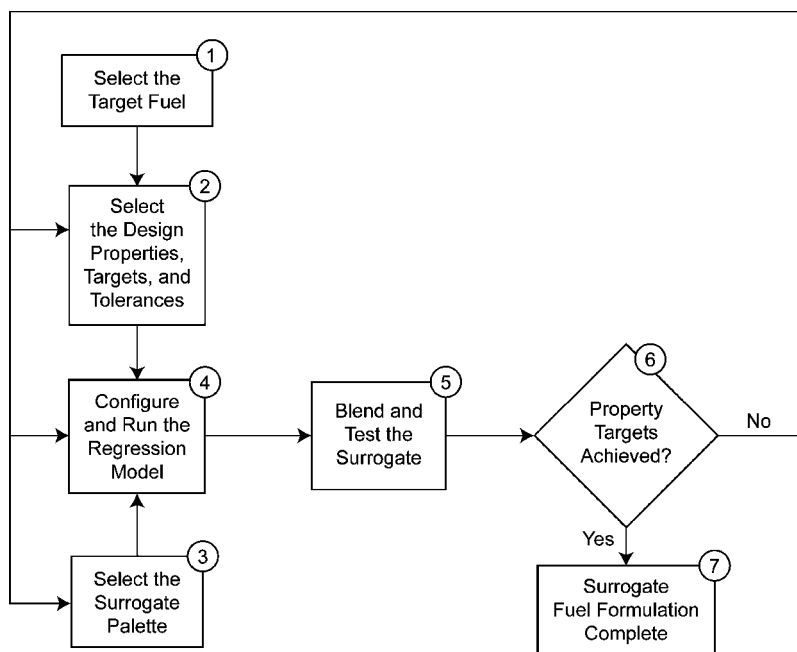 1
Select the
Target Fuel
2
Select
the Design
Properties,
Targets, and
Tolerances
4
Configure
and Run the
Regression
Model
5
Blend and
Test the
Surrogate
6
Property
Targets
Achieved?
No
Yes
3
Select the
Surrogate
Palette
7
Surrogate
Fuel Formulation
Complete